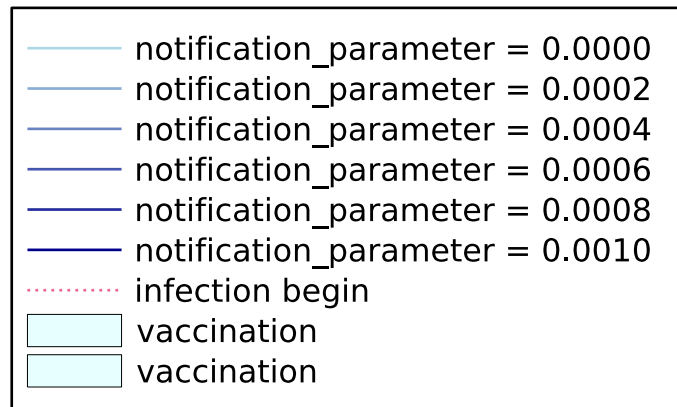 notification_parameter = 0.0000
notification_parameter = 0.0002
notification_parameter = 0.0004
notification_parameter = 0.0006
notification_parameter = 0.0008
notification_parameter = 0.0010
infection begin
vaccination
vaccination